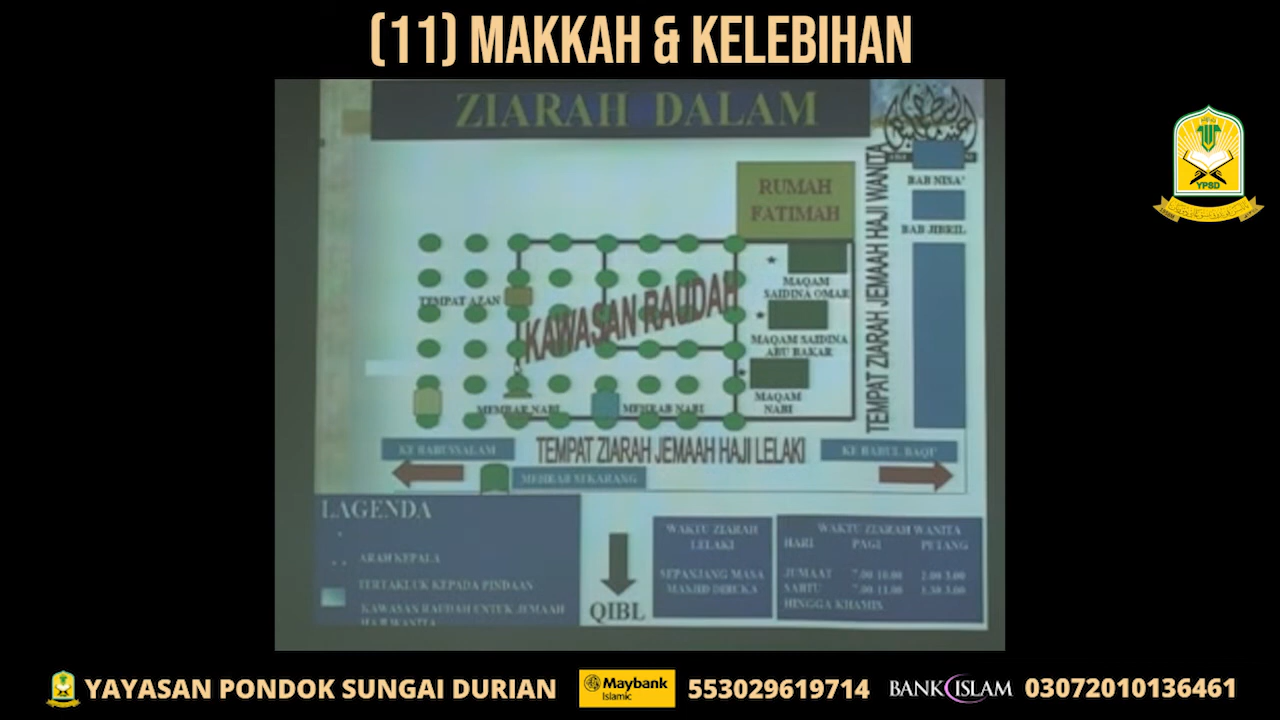 (11) MAKKAH & KELEBIHAN
ZIARAH DALAM
RUMAH
FATIMAH
TEMPAT ZIARAH JEMAAH HAJI WANITA
BAB NISA'
BAB JIBRIL
YPSD
TEMPAT AZAN
KAWASAN RAUDAH
MAQAM
SAIDINA OMAR
MAQAM SAIDINA
ABU BAKAR
MAQAM
NABI
MEMBAR NABI
MEHRAB NABI
KE BABUSSALAM
TEMPAT ZIARAH JEMAAH HAJI LELAKI
KE BABUL BAQI'
MEHRAB SEKARANG
LAGENDA
ARAH KEPALA
TERTAKLUK KEPADA PINDAAN
KAWASAN RAUDAH UNTUK JEMAAH
HAJI WANITA
QIBL
WAKTU ZIARAH
LELAKI
SEPANJANG MASA
MASJID DIBUKA
WAKTU ZIARAH WANITA
HARI PAGI PETANG
JUMAAT 7.00-10.00 2.00-3.00
SABTU 7.00-11.00 1.30-3.00
HINGGA KHAMIS
YAYASAN PONDOK SUNGAI DURIAN
Maybank
Islamic
553029619714
BANK ISLAM
03072010136461